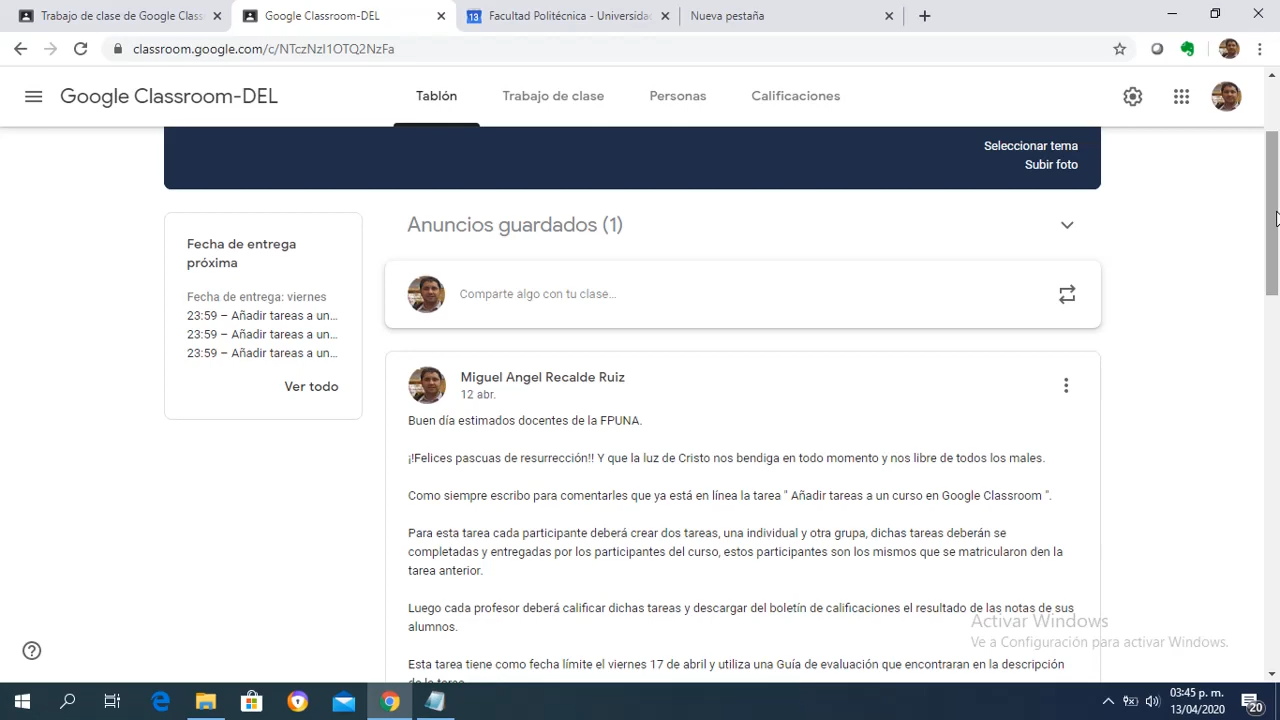 Trabajo de clase de Google Class
Google Classroom-DEL
Facultad Politécnica - Universida
Nueva pestaña
classroom.google.com/c/NTczNzI1OTQ2NzFa
Google Classroom-DEL
Tablón
Trabajo de clase
Personas
Calificaciones
Seleccionar tema
Subir foto
Fecha de entrega
próxima
Fecha de entrega: viernes
23:59 – Añadir tareas a un...
23:59 – Añadir tareas a un...
23:59 – Añadir tareas a un...
Ver todo
Anuncios guardados (1)
Comparte algo con tu clase...
Miguel Angel Recalde Ruiz
12 abr.
Buen día estimados docentes de la FPUNA.
¡!Felices pascuas de resurrección!! Y que la luz de Cristo nos bendiga en todo momento y nos libre de todos los males.
Como siempre escribo para comentarles que ya está en línea la tarea " Añadir tareas a un curso en Google Classroom ".
Para esta tarea cada participante deberá crear dos tareas, una individual y otra grupa, dichas tareas deberán se
completadas y entregadas por los participantes del curso, estos participantes son los mismos que se matricularon den la
tarea anterior.
Luego cada profesor deberá calificar dichas tareas y descargar del boletín de calificaciones el resultado de las notas de sus
alumnos.
Esta tarea tiene como fecha límite el viernes 17 de abril y utiliza una Guía de evaluación que encontraran en la descripción
de la tarea.
Activar Windows
Ve a Configuración para activar Windows.
03:45 p. m.
13/04/2020
20